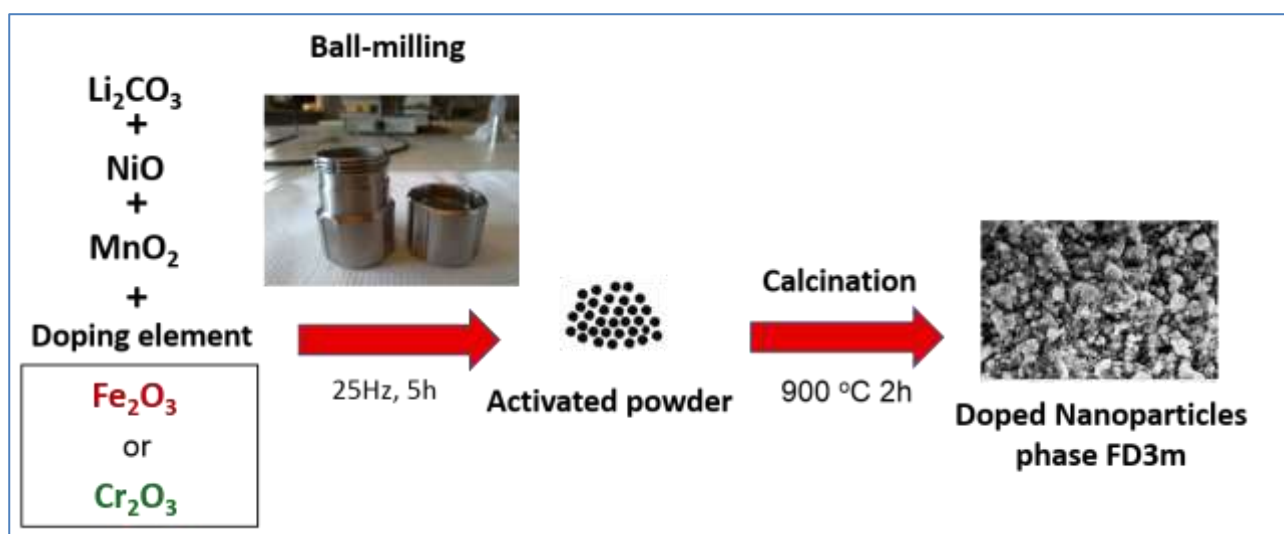 Ball-milling
Li₂CO₃
+
NiO
+
MnO₂
+
Doping element
Fe₂O₃
or
Cr₂O₃
25Hz, 5h
Activated powder
Calcination
900 °C 2h
Doped Nanoparticles
phase FD3m